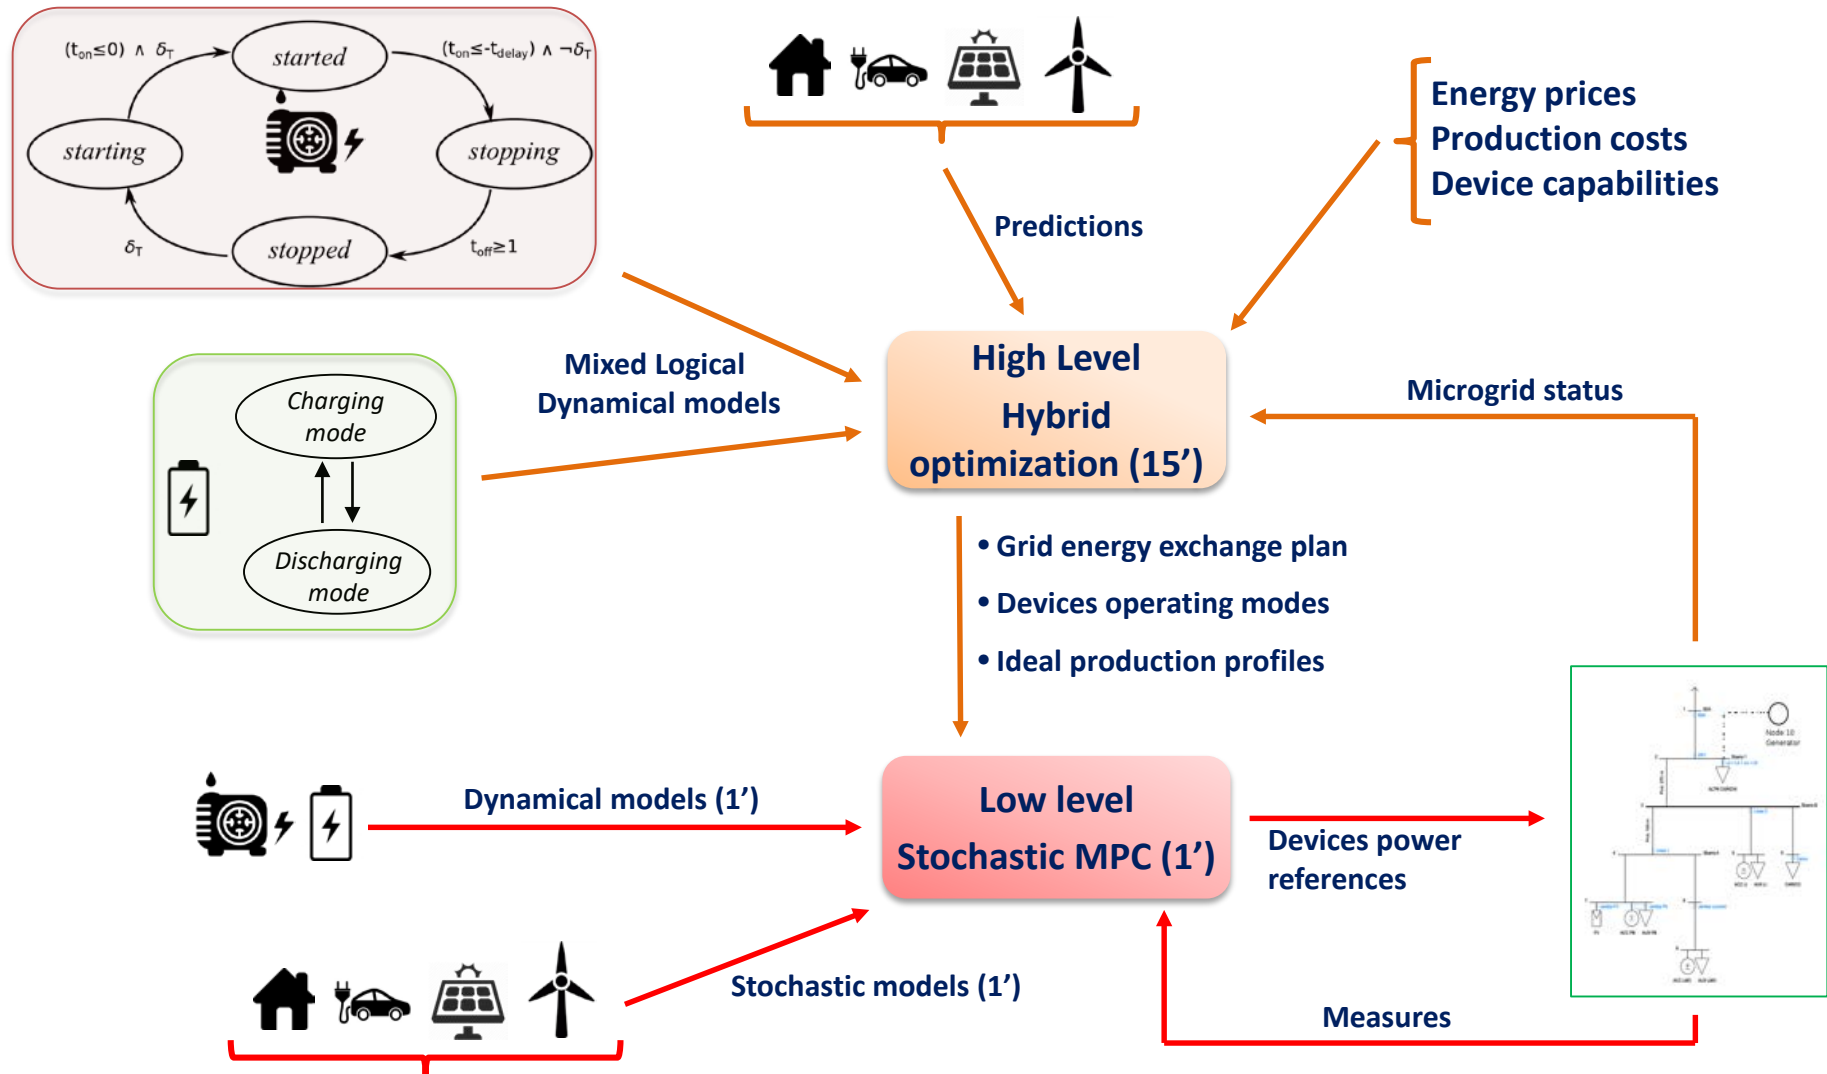 (t_on≤0) ∧ δ_T
started
(t_on≤-t_delay) ∧ ¬δ_T
starting
stopping
δ_T
stopped
t_off≥1
Predictions
Energy prices
Production costs
Device capabilities
Charging
mode
Discharging
mode
Mixed Logical
Dynamical models
High Level
Hybrid
optimization (15’)
Microgrid status
• Grid energy exchange plan
• Devices operating modes
• Ideal production profiles
Dynamical models (1’)
Low level
Stochastic MPC (1’)
Devices power
references
Stochastic models (1’)
Measures
Node 10
Generator